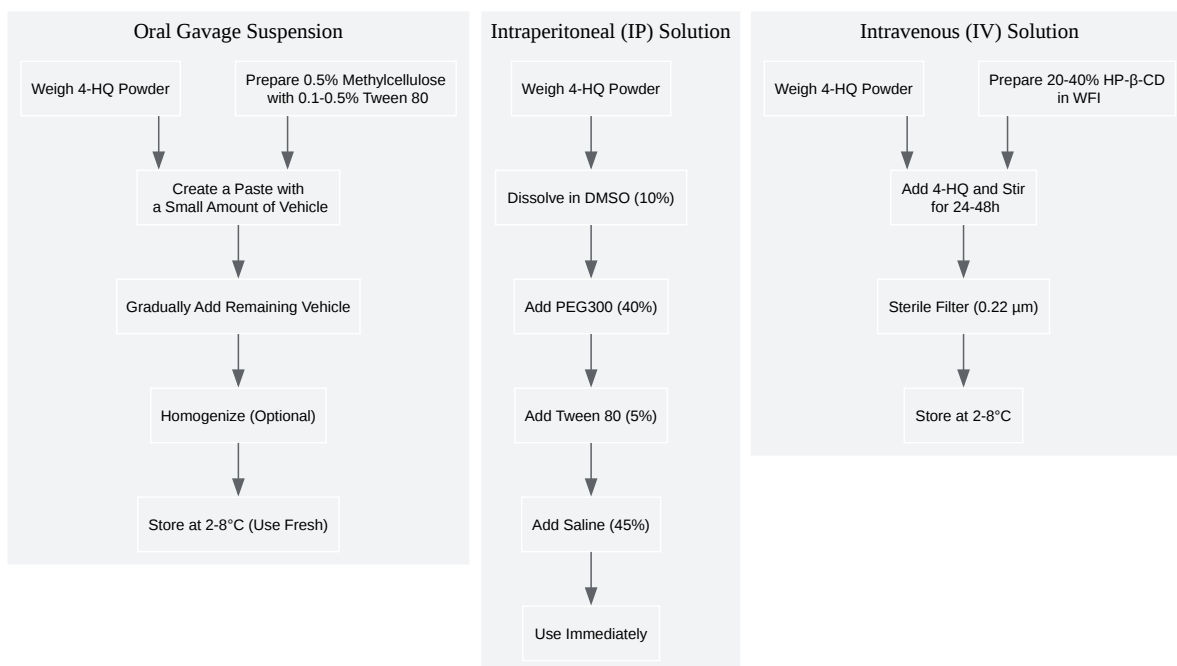 Oral Gavage Suspension
Weigh 4-HQ Powder
Prepare 0.5% Methylcellulose
with 0.1-0.5% Tween 80
Create a Paste with
a Small Amount of Vehicle
Gradually Add Remaining Vehicle
Homogenize (Optional)
Store at 2-8°C (Use Fresh)
Intraperitoneal (IP) Solution
Weigh 4-HQ Powder
Dissolve in DMSO (10%)
Add PEG300 (40%)
Add Tween 80 (5%)
Add Saline (45%)
Use Immediately
Intravenous (IV) Solution
Weigh 4-HQ Powder
Prepare 20-40% HP-β-CD
in WFI
Add 4-HQ and Stir
for 24-48h
Sterile Filter (0.22 µm)
Store at 2-8°C